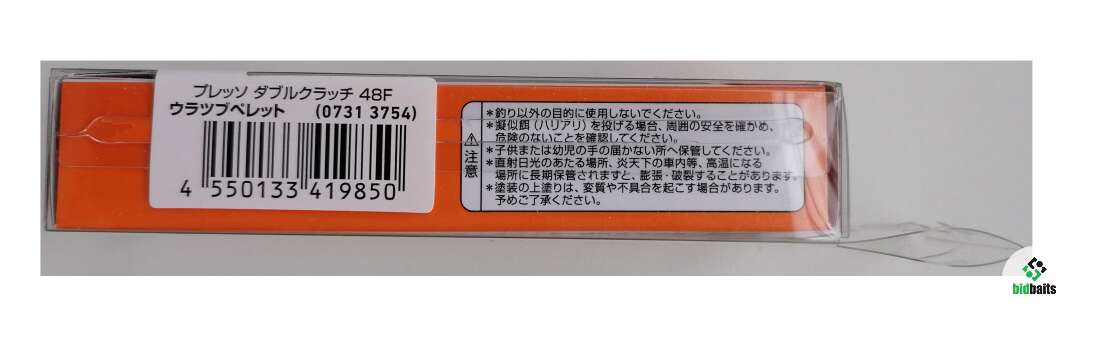 プレッソ ダブルクラッチ 48F
ウラツブペレット (0731 3754)
4 550133 419850
⚠注意
*釣り以外の目的に使用しないでください。
*擬似餌(ハリアリ)を投げる場合、周囲の安全を確かめ、
危険のないことを確認してください。
*子供または幼児の手の届かない所へ保管してください。
*直射日光のあたる場所、炎天下の車内等、高温になる
場所に長期保管されますと、膨張・破裂することがあります。
*塗装の上塗りは、変質や不具合を起こす場合があります。
予めご了承ください。
bidbaits